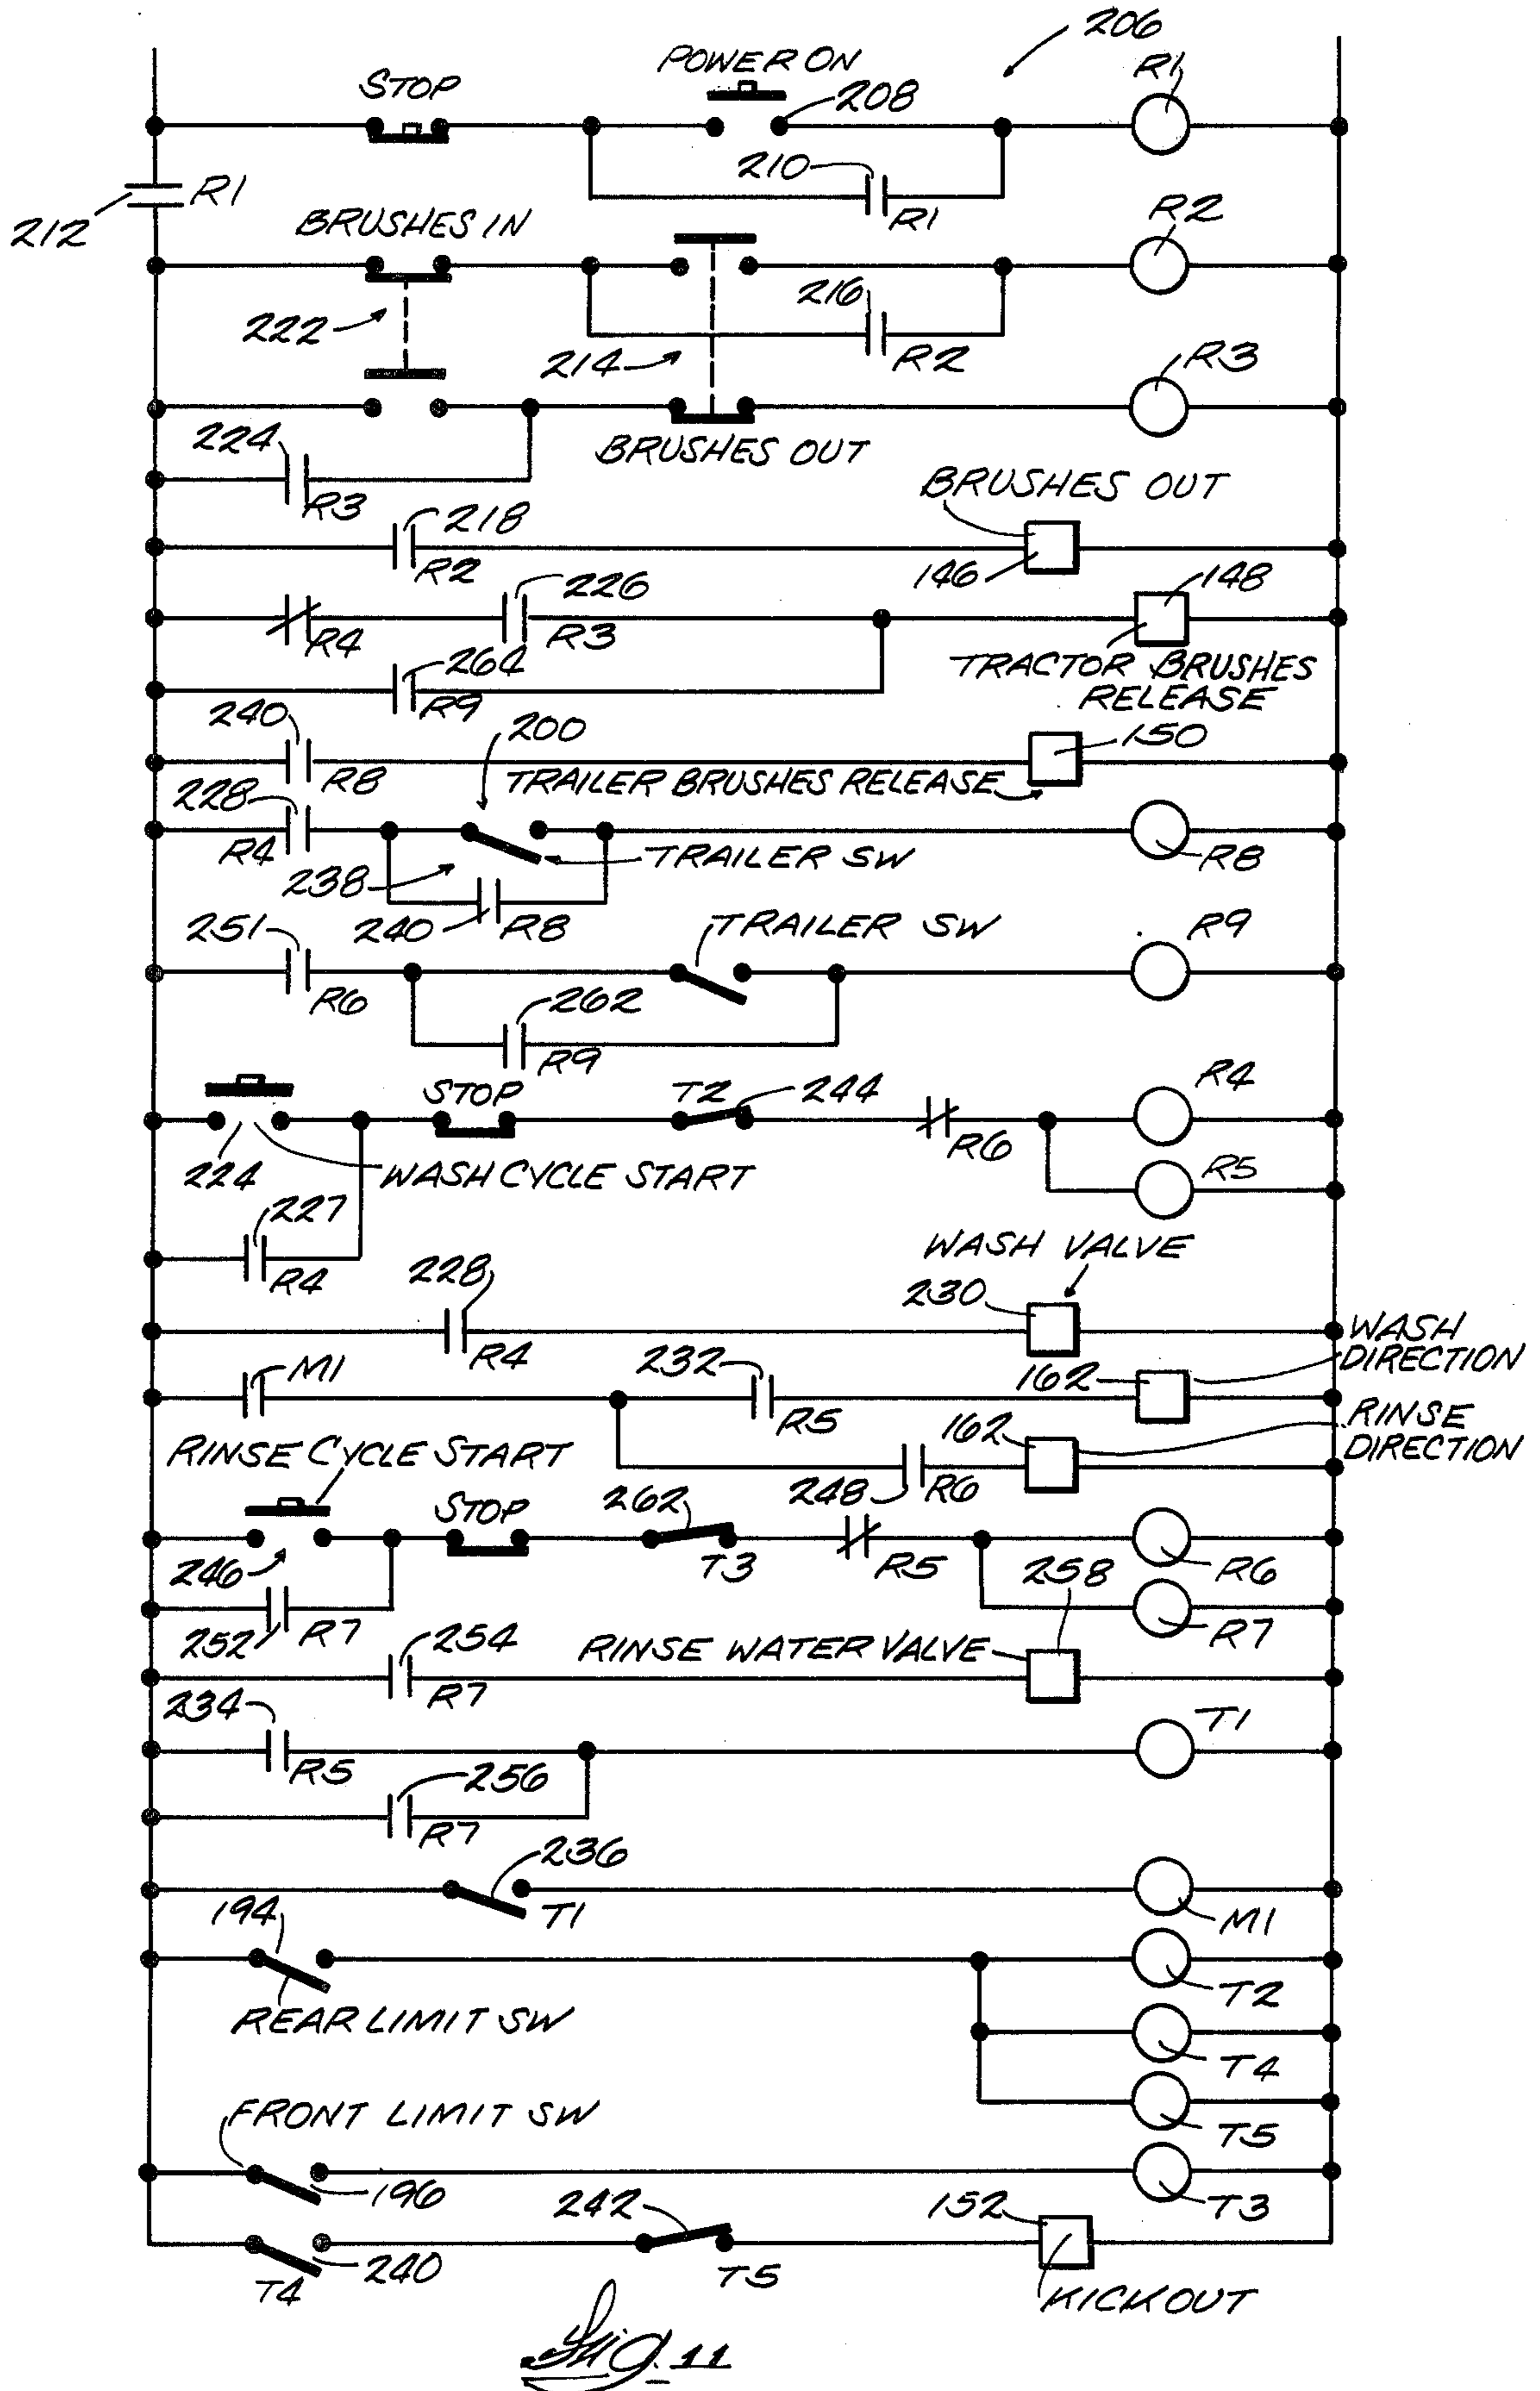 206
POWER ON
R1
STOP
208
210
R1
R1
212
BRUSHES IN
R2
222
216
214
R2
R3
224
BRUSHES OUT
R3
BRUSHES OUT
218
R2
146
226
148
R4
R3
264
TRACTOR BRUSHES
RELEASE
R9
240
200
150
R8
TRAILER BRUSHES RELEASE
228
R4
TRAILER SW
R8
238
240
R8
251
TRAILER SW
R9
R6
262
R9
STOP
T2
244
R4
R6
224
WASH CYCLE START
R5
227
R4
WASH VALVE
228
230
R4
WASH
DIRECTION
M1
232
162
R5
RINSE
DIRECTION
162
RINSE CYCLE START
248
R6
STOP
262
246
T3
R5
258
R6
252
R7
R7
254
RINSE WATER VALVE
R7
234
T1
R5
256
R7
236
194
T1
M1
REAR LIMIT SW
T2
T4
FRONT LIMIT SW
T5
196
242
152
T3
T4
240
T5
KICKOUT
Fig. 11